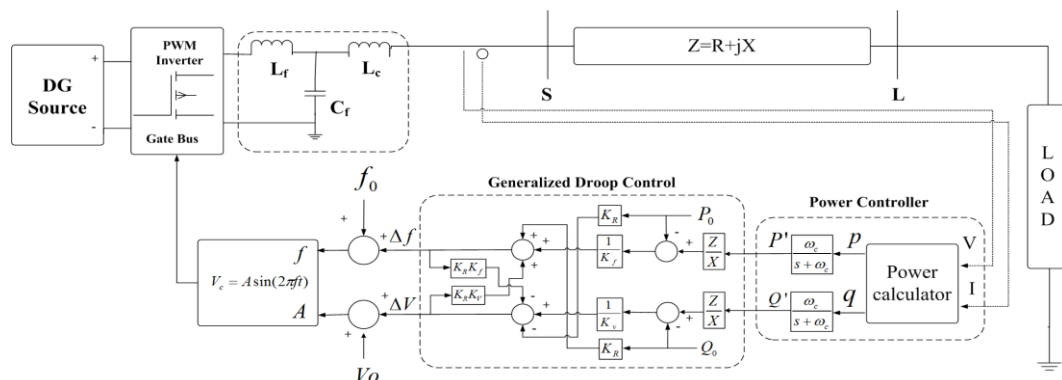 DG
Source
+
-
PWM
Inverter
Gate Bus
L_f
L_c
C_f
Z=R+jX
S
L
LOAD
Generalized Droop Control
Power Controller
f_0
+
+ Δf
f
V_c = A sin(2πft)
A
+ ΔV
+
Vo
K_R K_f
K_R K_V
+
+
+
-
-
+
K_R
P_0
1/K_f
-
+
Z/X
P'
ω_c/(s+ω_c)
p
1/K_v
+
-
Z/X
Q'
ω_c/(s+ω_c)
q
K_R
Q_0
Power
calculator
V
I